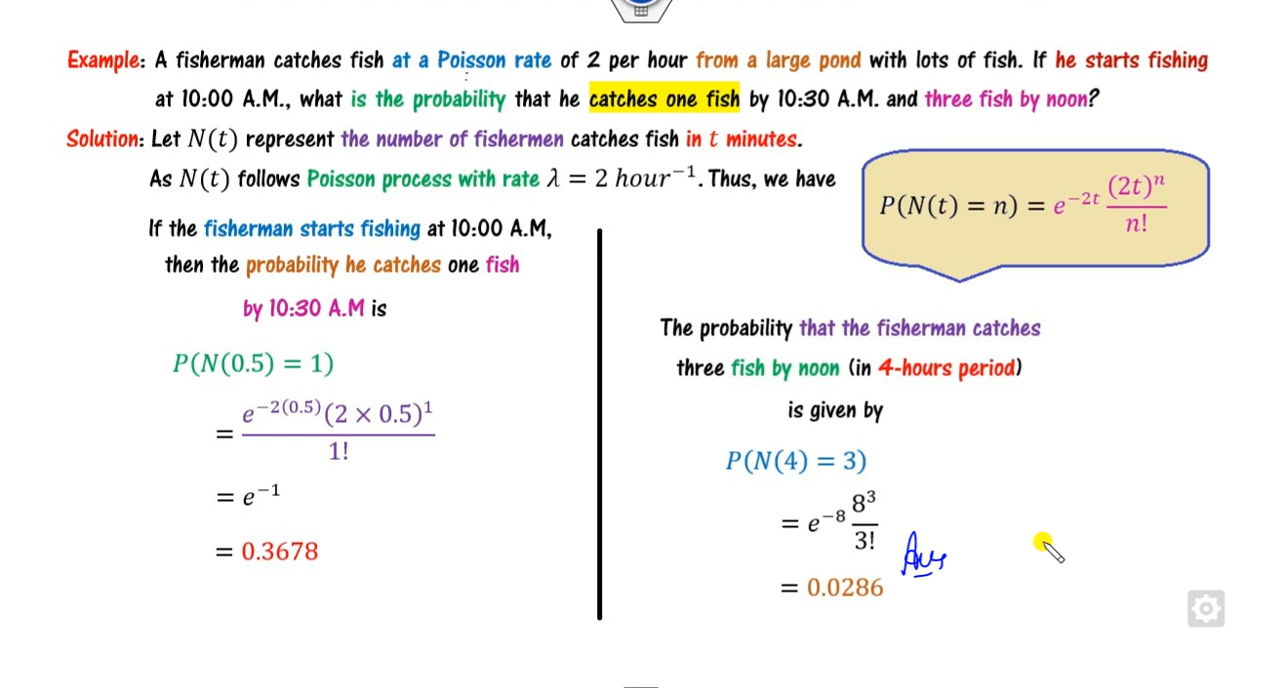 Example: A fisherman catches fish at a Poisson rate of 2 per hour from a large pond with lots of fish. If he starts fishing
at 10:00 A.M., what is the probability that he catches one fish by 10:30 A.M. and three fish by noon?
Solution: Let N(t) represent the number of fishermen catches fish in t minutes.
As N(t) follows Poisson process with rate λ = 2 hour⁻¹. Thus, we have
P(N(t) = n) = e^{-2t} (2t)^n / n!
If the fisherman starts fishing at 10:00 A.M,
then the probability he catches one fish
by 10:30 A.M is
P(N(0.5) = 1)
= e^{-2(0.5)}(2 × 0.5)^1 / 1!
= e^{-1}
= 0.3678
The probability that the fisherman catches
three fish by noon (in 4-hours period)
is given by
P(N(4) = 3)
= e^{-8} 8^3 / 3!
= 0.0286
Ans